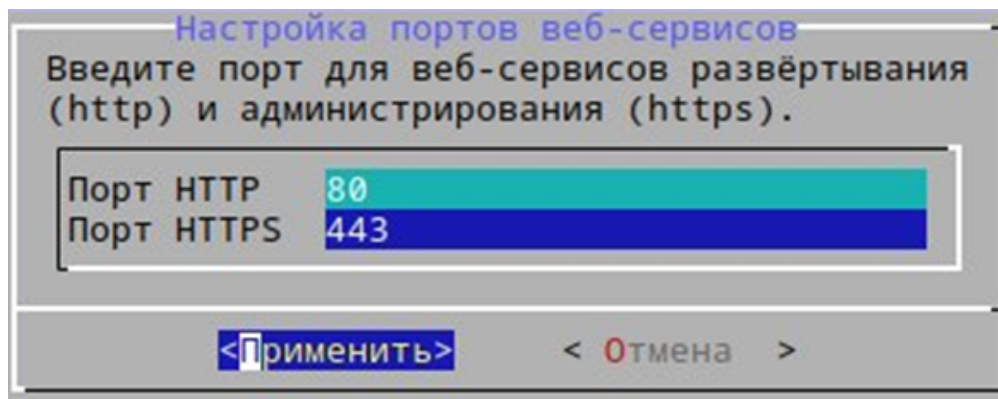 Настройка портов веб-сервисов
Введите порт для веб-сервисов развёртывания
(http) и администрирования (https).
Порт HTTP 80
Порт HTTPS 443
<Применить> < Отмена >